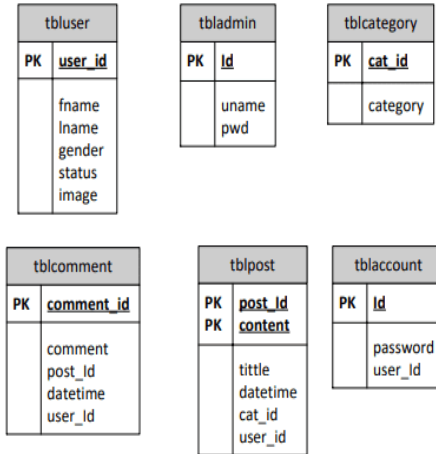 tbluser
PK user_id
fname
lname
gender
status
image
tbladmin
PK Id
uname
pwd
tblcategory
PK cat_id
category
tblcomment
PK comment_id
comment
post_Id
datetime
user_Id
tblpost
PK post_Id
PK content
tittle
datetime
cat_id
user_id
tblaccount
PK Id
password
user_Id